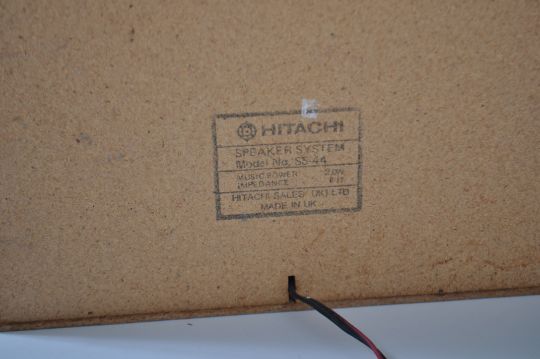 HITACHI
SPEAKER SYSTEM
Model No. SS-44
MUSIC POWER
IMPEDANCE
HITACHI SALES (UK) LTD
MADE IN UK